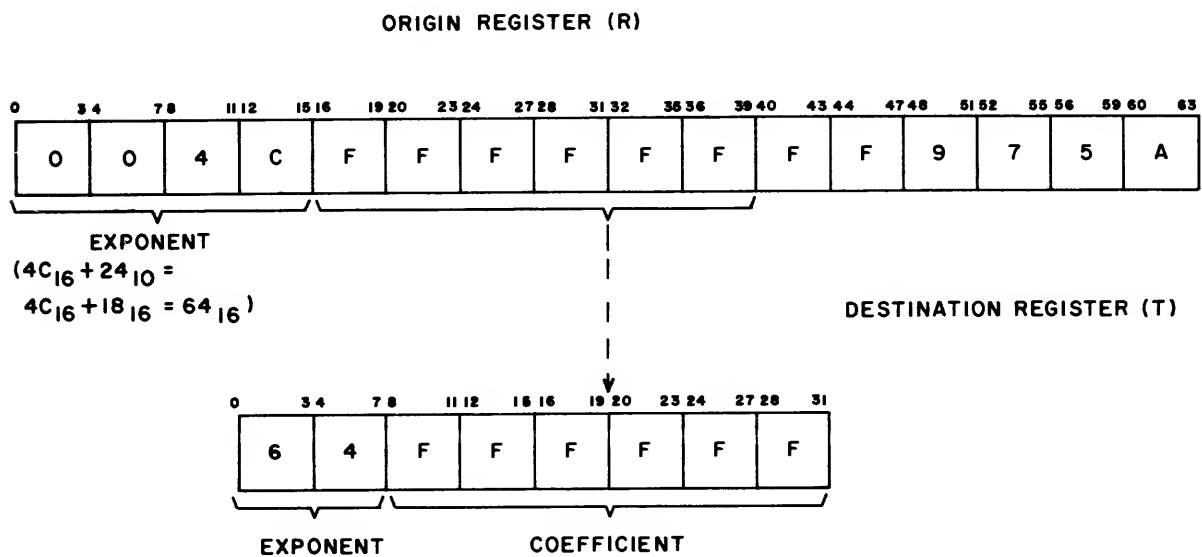 ORIGIN REGISTER (R)
0 3 4 7 8 11 12 15 16 19 20 23 24 27 28 31 32 35 36 39 40 43 44 47 48 51 52 55 56 59 60 63
0 0 4 C F F F F F F F F 9 7 5 A
EXPONENT
(4C16 + 2410 =
4C16 + 1816 = 6416)
DESTINATION REGISTER (T)
0 3 4 7 8 11 12 15 16 19 20 23 24 27 28 31
6 4 F F F F F F
EXPONENT COEFFICIENT